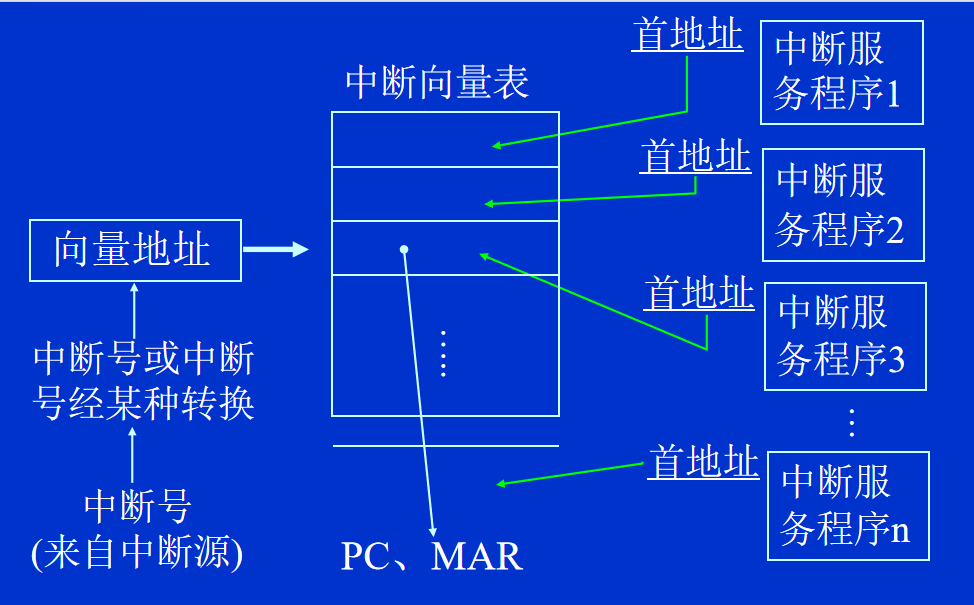 首地址
中断服
务程序1
中断向量表
首地址
中断服
务程序2
向量地址
首地址
中断服
务程序3
中断号或中断
号经某种转换
⋮
⋮
首地址
中断服
务程序n
中断号
(来自中断源)
PC、MAR